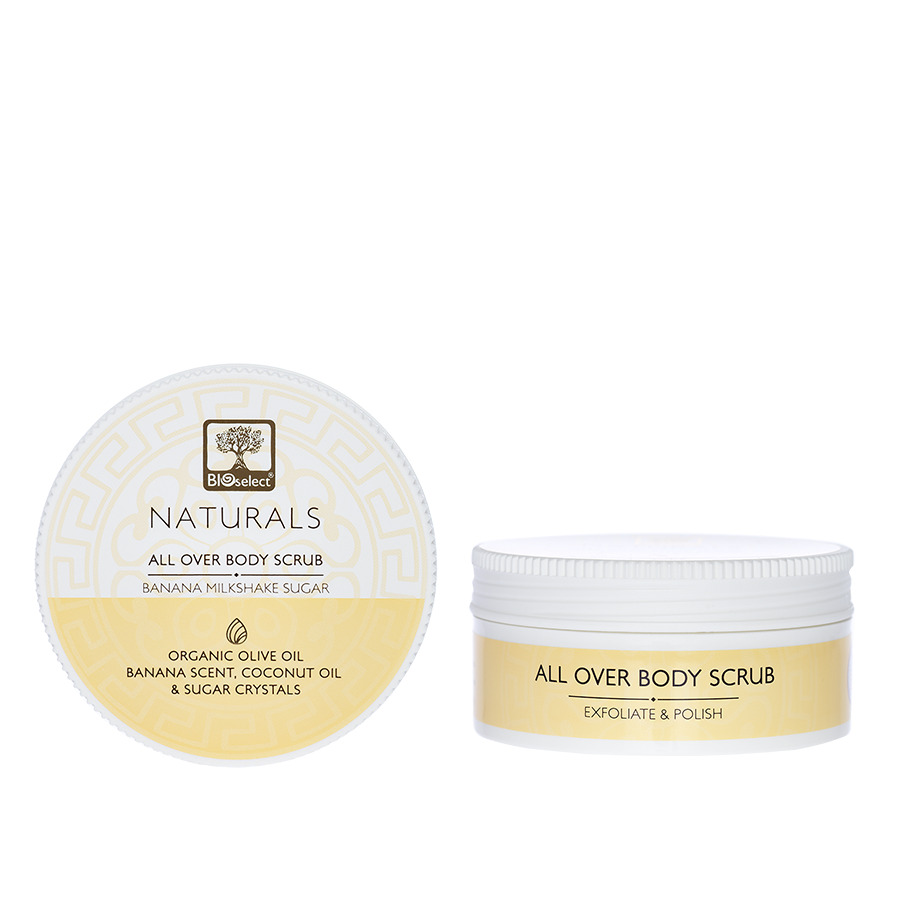 BIOselect®
NATURALS
ALL OVER BODY SCRUB
BANANA MILKSHAKE SUGAR
ORGANIC OLIVE OIL
BANANA SCENT, COCONUT OIL
& SUGAR CRYSTALS
ALL OVER BODY SCRUB
EXFOLIATE & POLISH